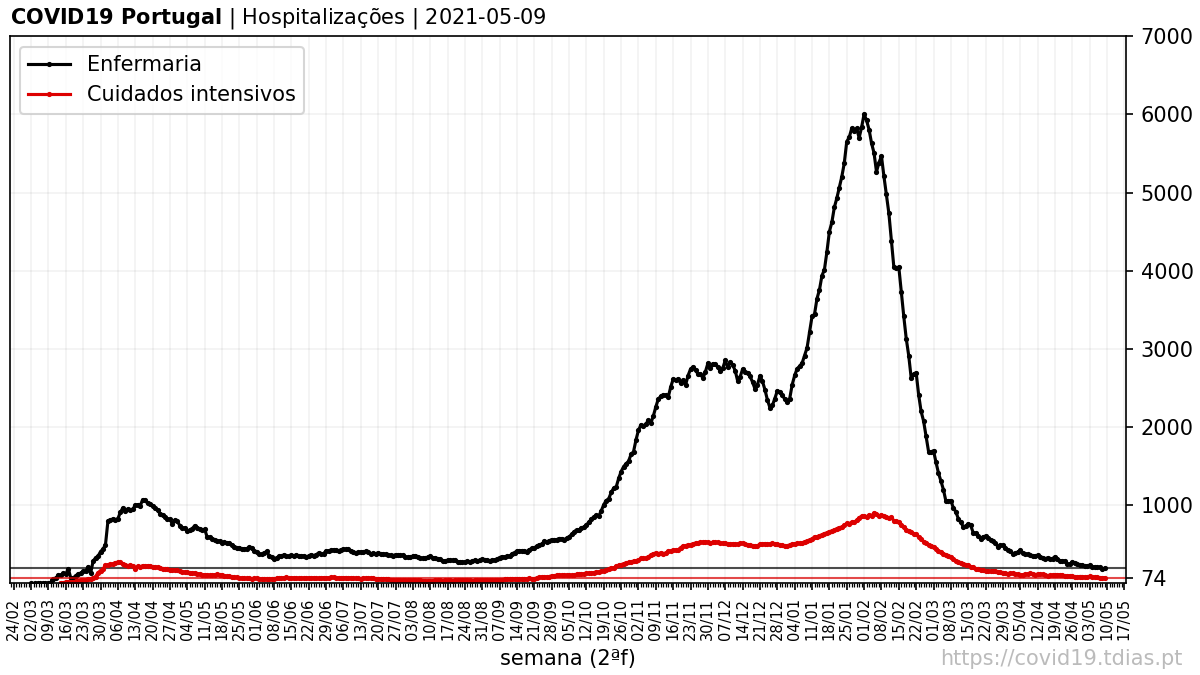 COVID19 Portugal | Hospitalizações | 2021-05-09
Enfermaria
Cuidados intensivos
7000
6000
5000
4000
3000
2000
1000
74
24/02 02/03 09/03 16/03 23/03 30/03 06/04 13/04 20/04 27/04 04/05 11/05 18/05 25/05 01/06 08/06 15/06 22/06 29/06 06/07 13/07 20/07 27/07 03/08 10/08 17/08 24/08 31/08 07/09 14/09 21/09 28/09 05/10 12/10 19/10 26/10 02/11 09/11 16/11 23/11 30/11 07/12 14/12 21/12 28/12 04/01 11/01 18/01 25/01 01/02 08/02 15/02 22/02 01/03 08/03 15/03 22/03 29/03 05/04 12/04 19/04 26/04 03/05 10/05 17/05
semana (2ªf)
https://covid19.tdias.pt